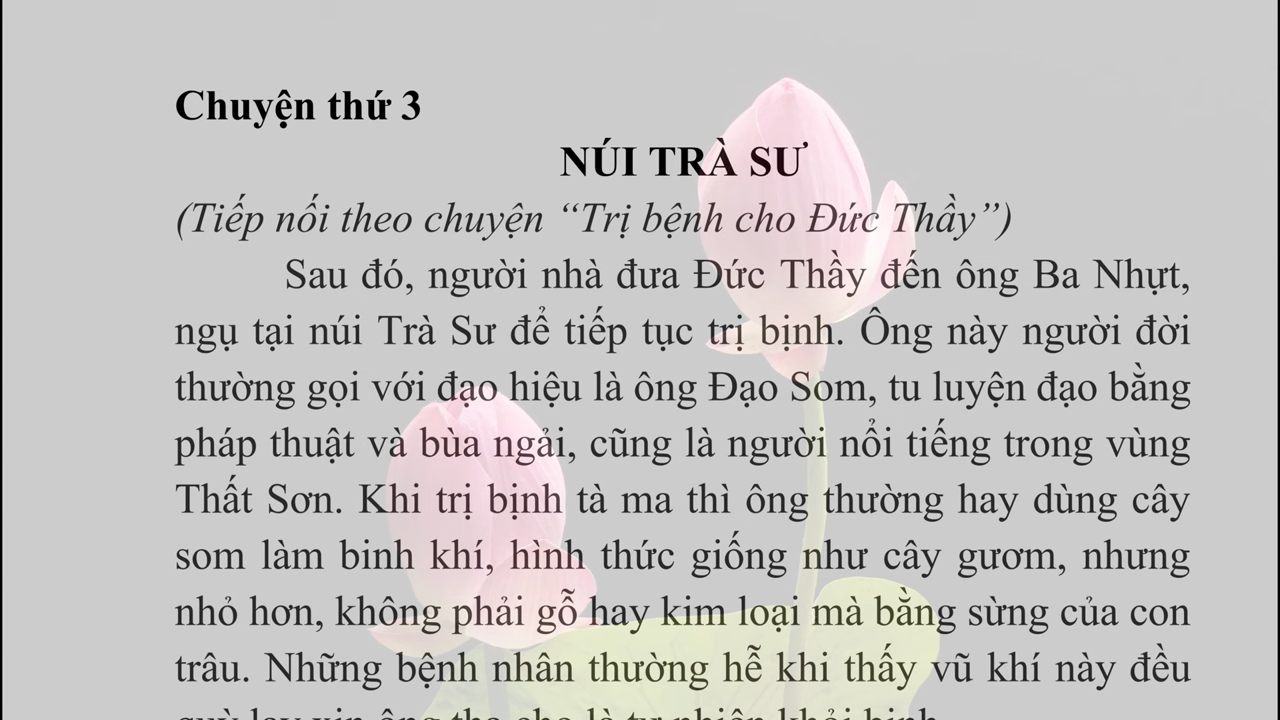 Chuyện thứ 3
NÚI TRÀ SƯ
(Tiếp nối theo chuyện “Trị bệnh cho Đức Thầy”)
Sau đó, người nhà đưa Đức Thầy đến ông Ba Nhựt,
ngụ tại núi Trà Sư để tiếp tục trị bịnh. Ông này người đời
thường gọi với đạo hiệu là ông Đạo Som, tu luyện đạo bằng
pháp thuật và bùa ngải, cũng là người nổi tiếng trong vùng
Thất Sơn. Khi trị bịnh tà ma thì ông thường hay dùng cây
som làm binh khí, hình thức giống như cây gươm, nhưng
nhỏ hơn, không phải gỗ hay kim loại mà bằng sừng của con
trâu. Những bệnh nhân thường hễ khi thấy vũ khí này đều